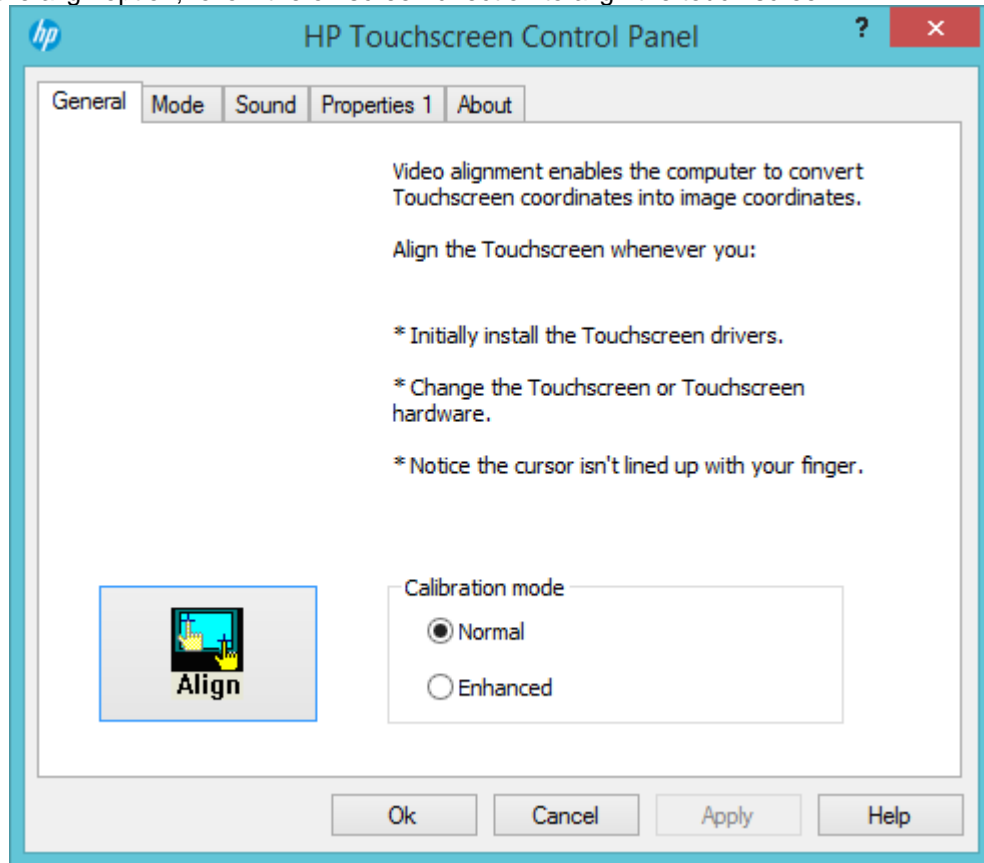 hp
HP Touchscreen Control Panel
?
×
General Mode Sound Properties 1 About
Video alignment enables the computer to convert
Touchscreen coordinates into image coordinates.
Align the Touchscreen whenever you:
* Initially install the Touchscreen drivers.
* Change the Touchscreen or Touchscreen
hardware.
* Notice the cursor isn't lined up with your finger.
Calibration mode
Normal
Enhanced
Align
Ok Cancel Apply Help